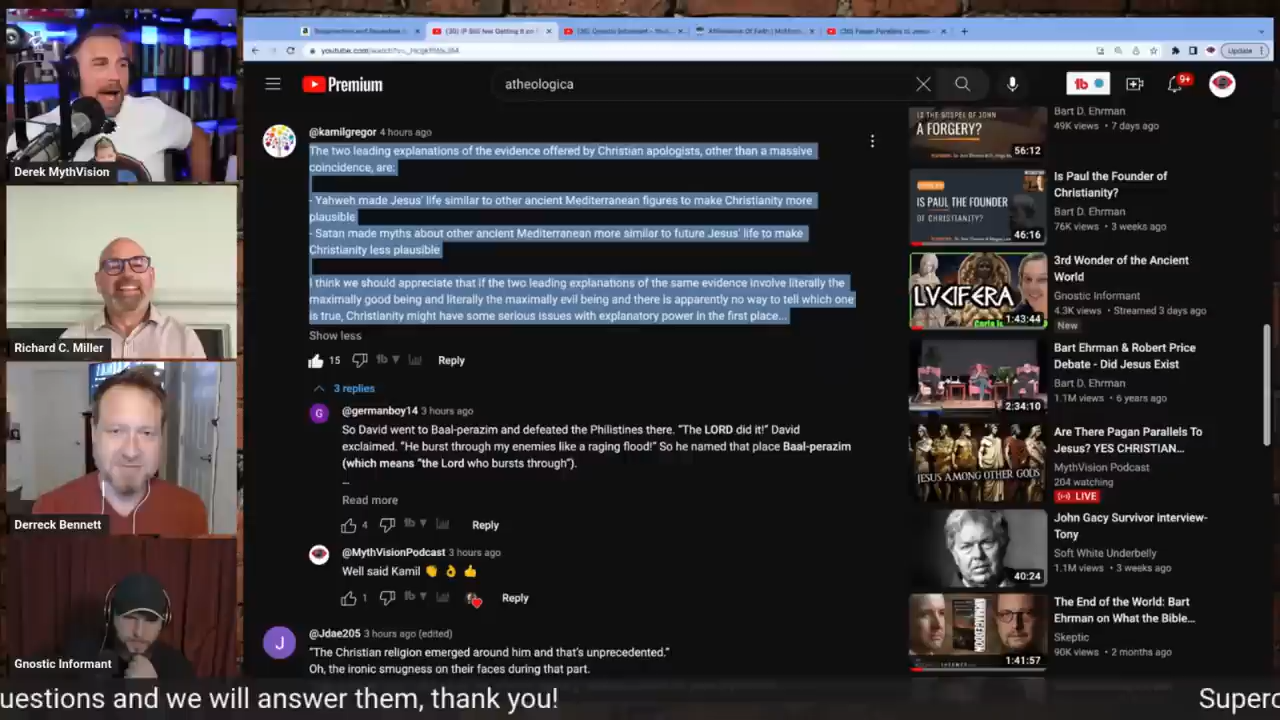 youtube.com
Update
Premium
atheologica
9+
Derek MythVision
Richard C. Miller
Derreck Bennett
Gnostic Informant
@kamilgregor 4 hours ago
The two leading explanations of the evidence offered by Christian apologists, other than a massive
coincidence, are:
- Yahweh made Jesus' life similar to other ancient Mediterranean figures to make Christianity more
plausible
- Satan made myths about other ancient Mediterranean more similar to future Jesus' life to make
Christianity less plausible
I think we should appreciate that if the two leading explanations of the same evidence involve literally the
maximally good being and literally the maximally evil being and there is apparently no way to tell which one
is true, Christianity might have some serious issues with explanatory power in the first place...
Show less
15 Reply
3 replies
G
@germanboy14 3 hours ago
So David went to Baal-perazim and defeated the Philistines there. “The LORD did it!” David
exclaimed. “He burst through my enemies like a raging flood!” So he named that place Baal-perazim
(which means “the Lord who bursts through”).
...
Read more
4 Reply
@MythVisionPodcast 3 hours ago
Well said Kamil 👏 👌 👍
1 Reply
J
@Jdae205 3 hours ago (edited)
“The Christian religion emerged around him and that’s unprecedented.”
Oh, the ironic smugness on their faces during that part.
IS THE GOSPEL OF JOHN
A FORGERY?
56:12
Bart D. Ehrman
49K views • 7 days ago
IS PAUL THE FOUNDER
OF CHRISTIANITY?
46:16
Is Paul the Founder of
Christianity?
Bart D. Ehrman
76K views • 3 weeks ago
LVCIFERA
1:43:44
3rd Wonder of the Ancient
World
Gnostic Informant
4.3K views • Streamed 3 days ago
New
2:34:10
Bart Ehrman & Robert Price
Debate - Did Jesus Exist
Bart D. Ehrman
1.1M views • 6 years ago
JESUS AMONG OTHER GODS
Are There Pagan Parallels To
Jesus? YES CHRISTIAN...
MythVision Podcast
204 watching
LIVE
40:24
John Gacy Survivor Interview-
Tony
Soft White Underbelly
1.1M views • 3 weeks ago
ARMAGEDDON
1:41:57
The End of the World: Bart
Ehrman on What the Bible...
Skeptic
90K views • 2 months ago
uestions and we will answer them, thank you!
Superc